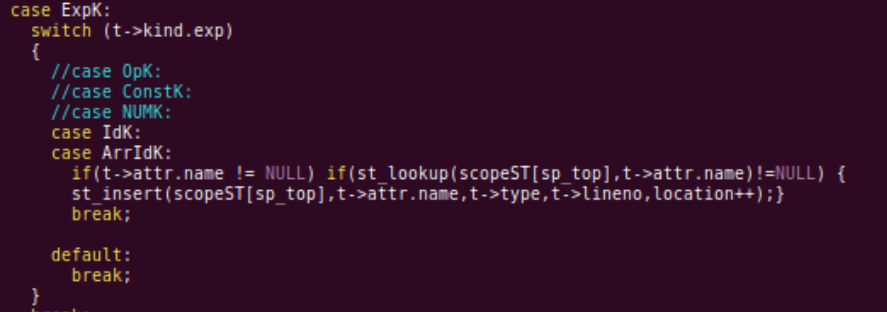 case ExpK:
switch (t->kind.exp)
{
//case OpK:
//case ConstK:
//case NUMK:
case IdK:
case ArrIdK:
if(t->attr.name != NULL) if(st_lookup(scopeST[sp_top],t->attr.name)!=NULL) {
st_insert(scopeST[sp_top],t->attr.name,t->type,t->lineno,location++);}
break;
default:
break;
}